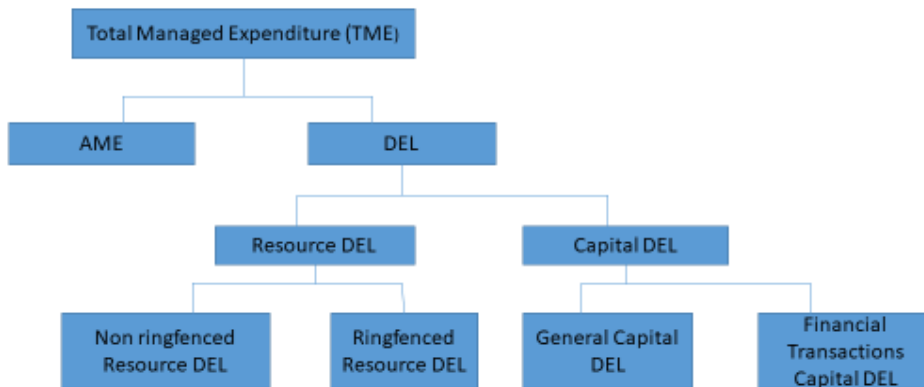 Total Managed Expenditure (TME)
AME
DEL
Resource DEL
Capital DEL
Non ringfenced
Resource DEL
Ringfenced
Resource DEL
General Capital
DEL
Financial
Transactions
Capital DEL